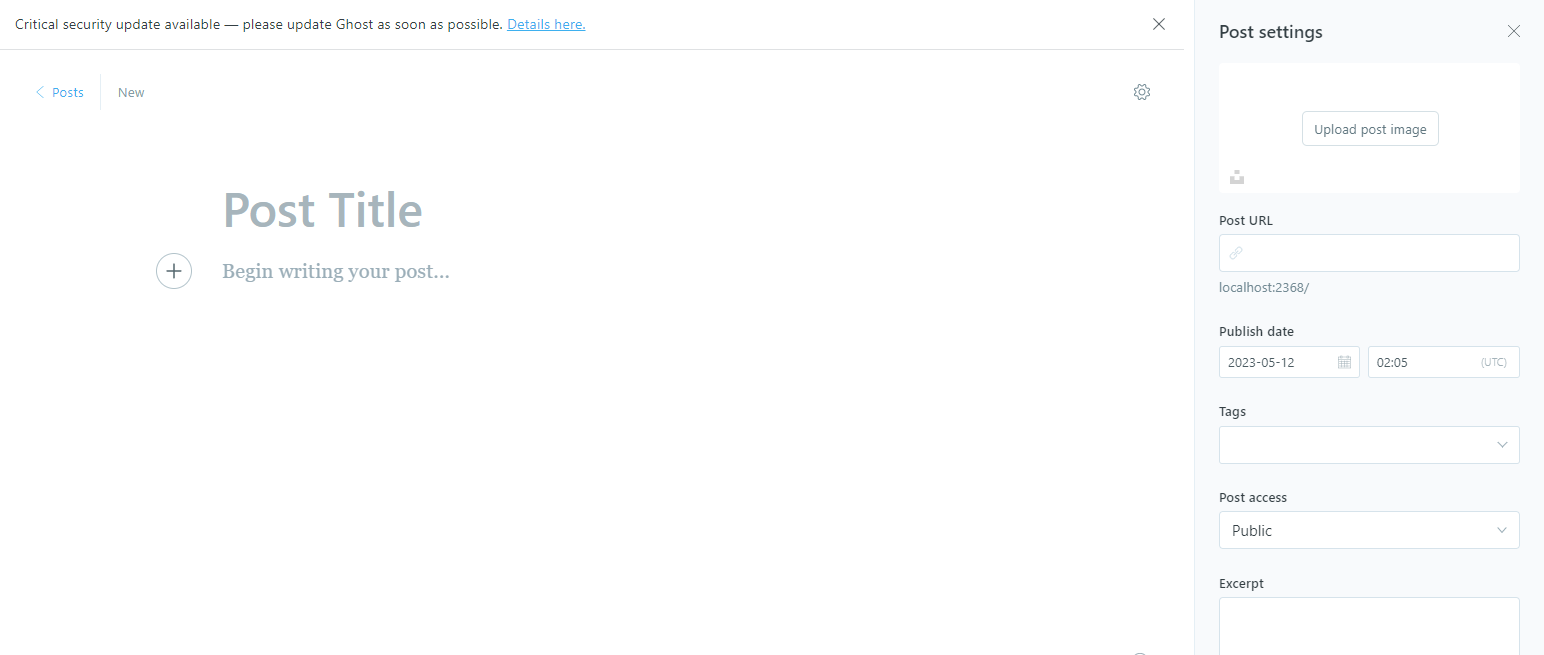 Critical security update available — please update Ghost as soon as possible. Details here.
Posts
New
Post Title
Begin writing your post...
Post settings
Upload post image
Post URL
localhost:2368/
Publish date
2023-05-12
02:05
(UTC)
Tags
Post access
Public
Excerpt